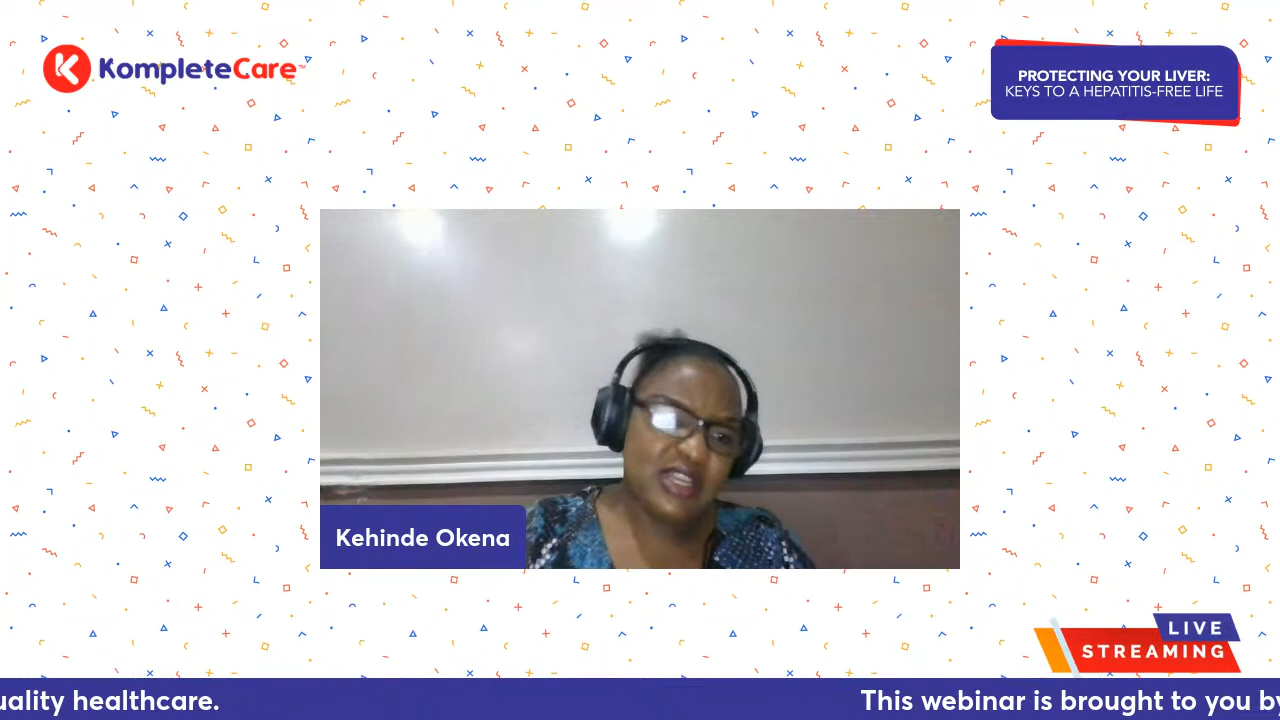 KompleteCare™
PROTECTING YOUR LIVER:
KEYS TO A HEPATITIS-FREE LIFE
Kehinde Okena
LIVE
STREAMING
uality healthcare.
This webinar is brought to you by